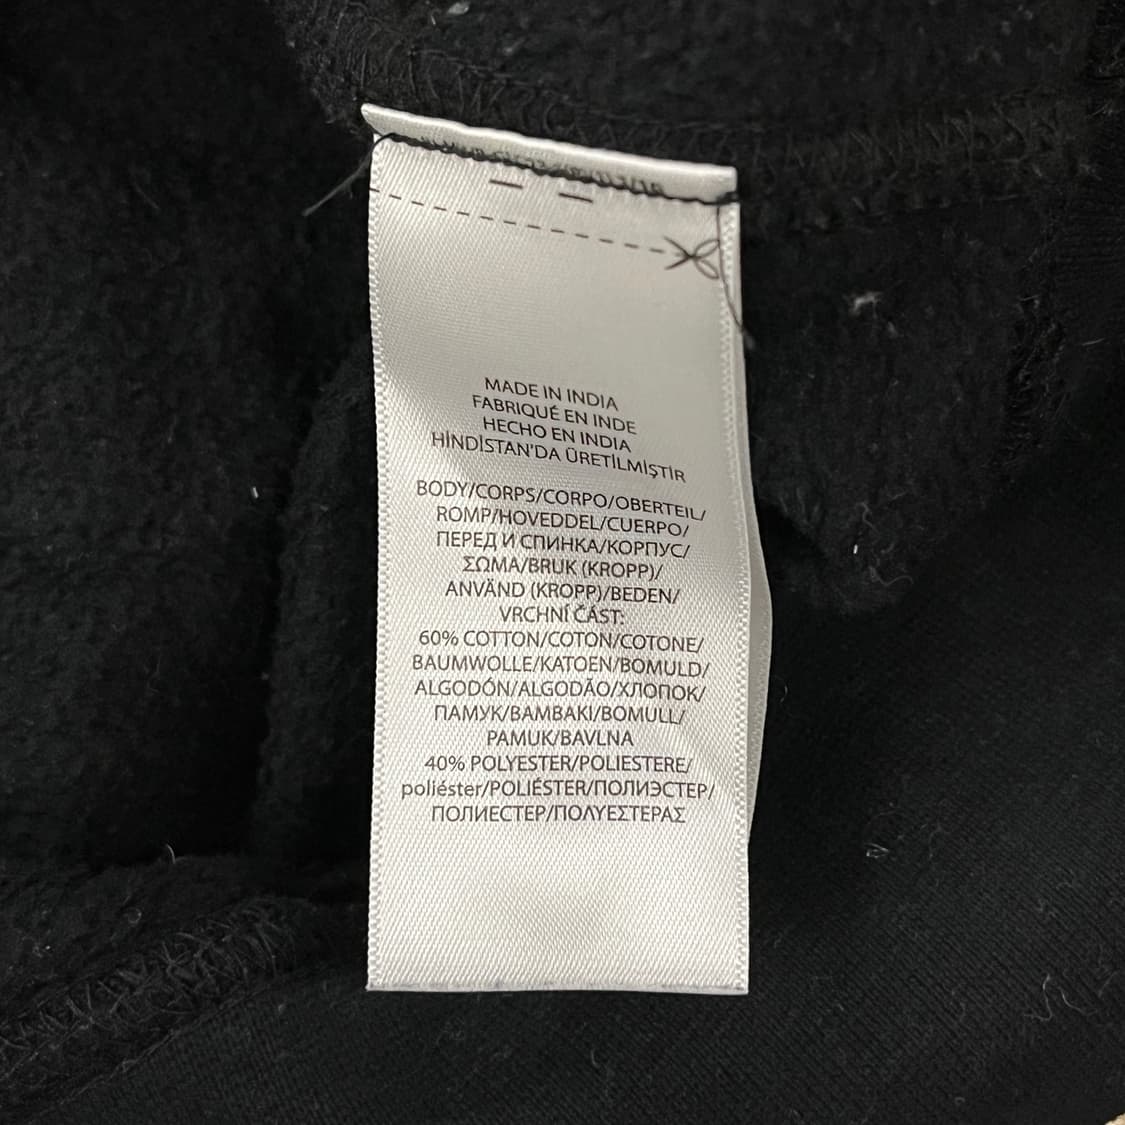 MADE IN INDIA
FABRIQUÉ EN INDE
HECHO EN INDIA
HİNDİSTAN'DA ÜRETİLMİŞTİR
BODY/CORPS/CORPO/OBERTEIL/
ROMP/HOVEDDEL/CUERPO/
ПЕРЕД И СПИНКА/КОРПУС/
ΣΩΜΑ/BRUK (KROPP)/
ANVÄND (KROPP)/BEDEN/
VRCHNÍ ČÁST:
60% COTTON/COTON/COTONE/
BAUMWOLLE/KATOEN/BOMULD/
ALGODÓN/ALGODÃO/ХЛОПОК/
ПАМУК/BAMBAKI/BOMULL/
PAMUK/BAVLNA
40% POLYESTER/POLIESTERE/
poliéster/POLIÉSTER/ПОЛИЭСТЕР/
ПОЛИЕСТЕР/ΠΟΛΥΕΣΤΕΡΑΣ